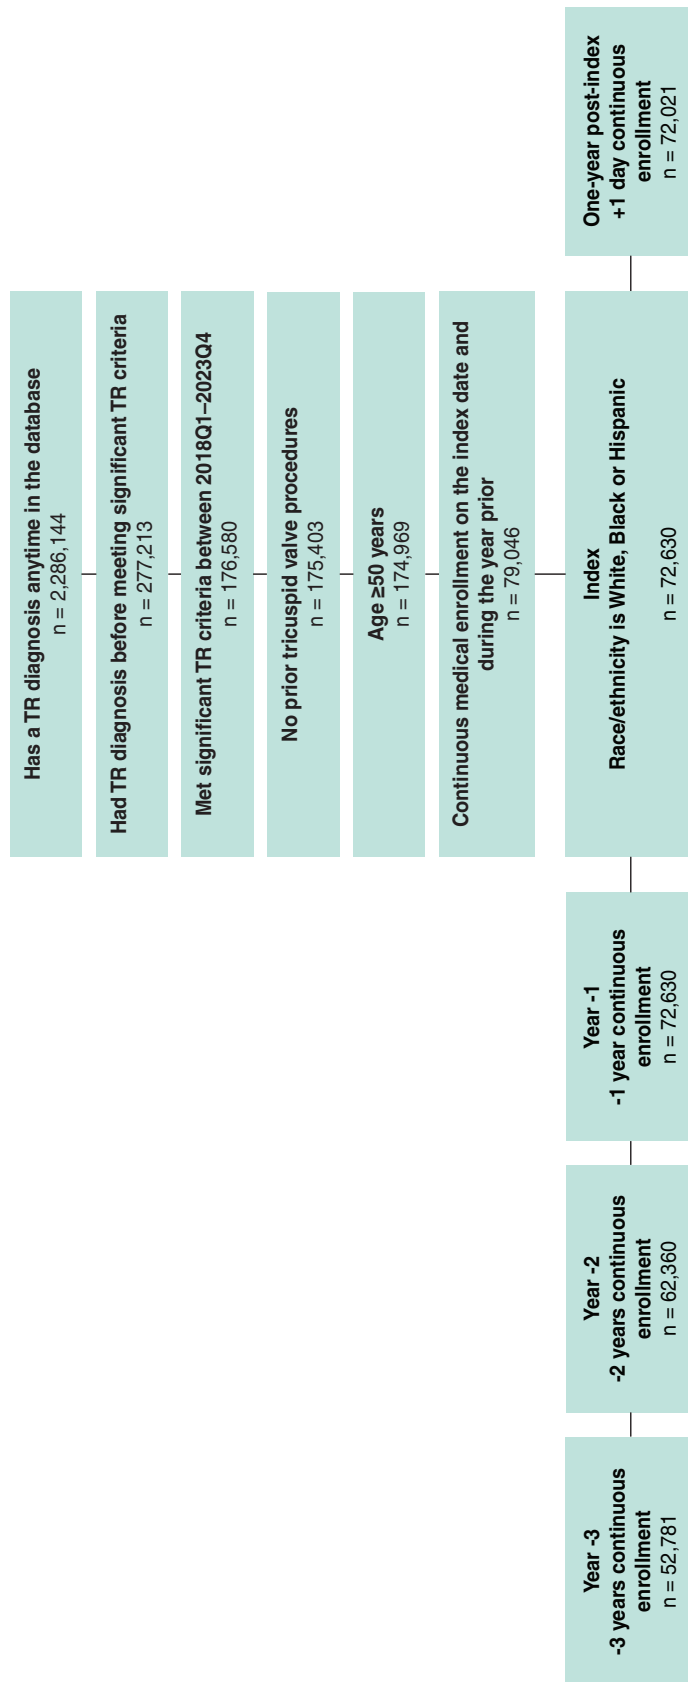 Has a TR diagnosis anytime in the database
n = 2,286,144
Had TR diagnosis before meeting significant TR criteria
n = 277,213
Met significant TR criteria between 2018Q1–2023Q4
n = 176,580
No prior tricuspid valve procedures
n = 175,403
Age ≥50 years
n = 174,969
Continuous medical enrollment on the index date and
during the year prior
n = 79,046
Year -3
-3 years continuous
enrollment
n = 52,781
Year -2
-2 years continuous
enrollment
n = 62,360
Year -1
-1 year continuous
enrollment
n = 72,630
Index
Race/ethnicity is White, Black or Hispanic
n = 72,630
One-year post-index
+1 day continuous
enrollment
n = 72,021